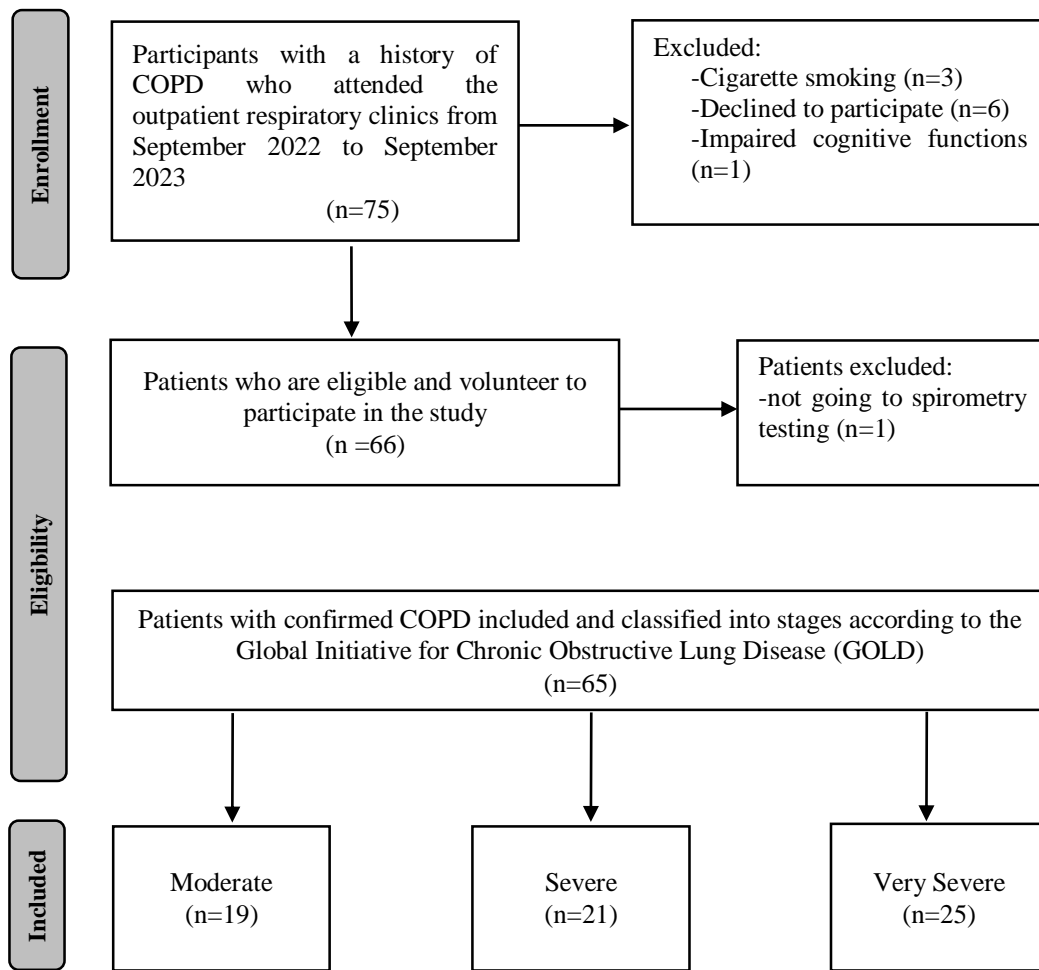 Enrollment
Participants with a history of
COPD who attended the
outpatient respiratory clinics from
September 2022 to September
2023
(n=75)
Excluded:
-Cigarette smoking (n=3)
-Declined to participate (n=6)
-Impaired cognitive functions
(n=1)
Eligibility
Patients who are eligible and volunteer to
participate in the study
(n =66)
Patients excluded:
-not going to spirometry
testing (n=1)
Patients with confirmed COPD included and classified into stages according to the
Global Initiative for Chronic Obstructive Lung Disease (GOLD)
(n=65)
Included
Moderate
(n=19)
Severe
(n=21)
Very Severe
(n=25)